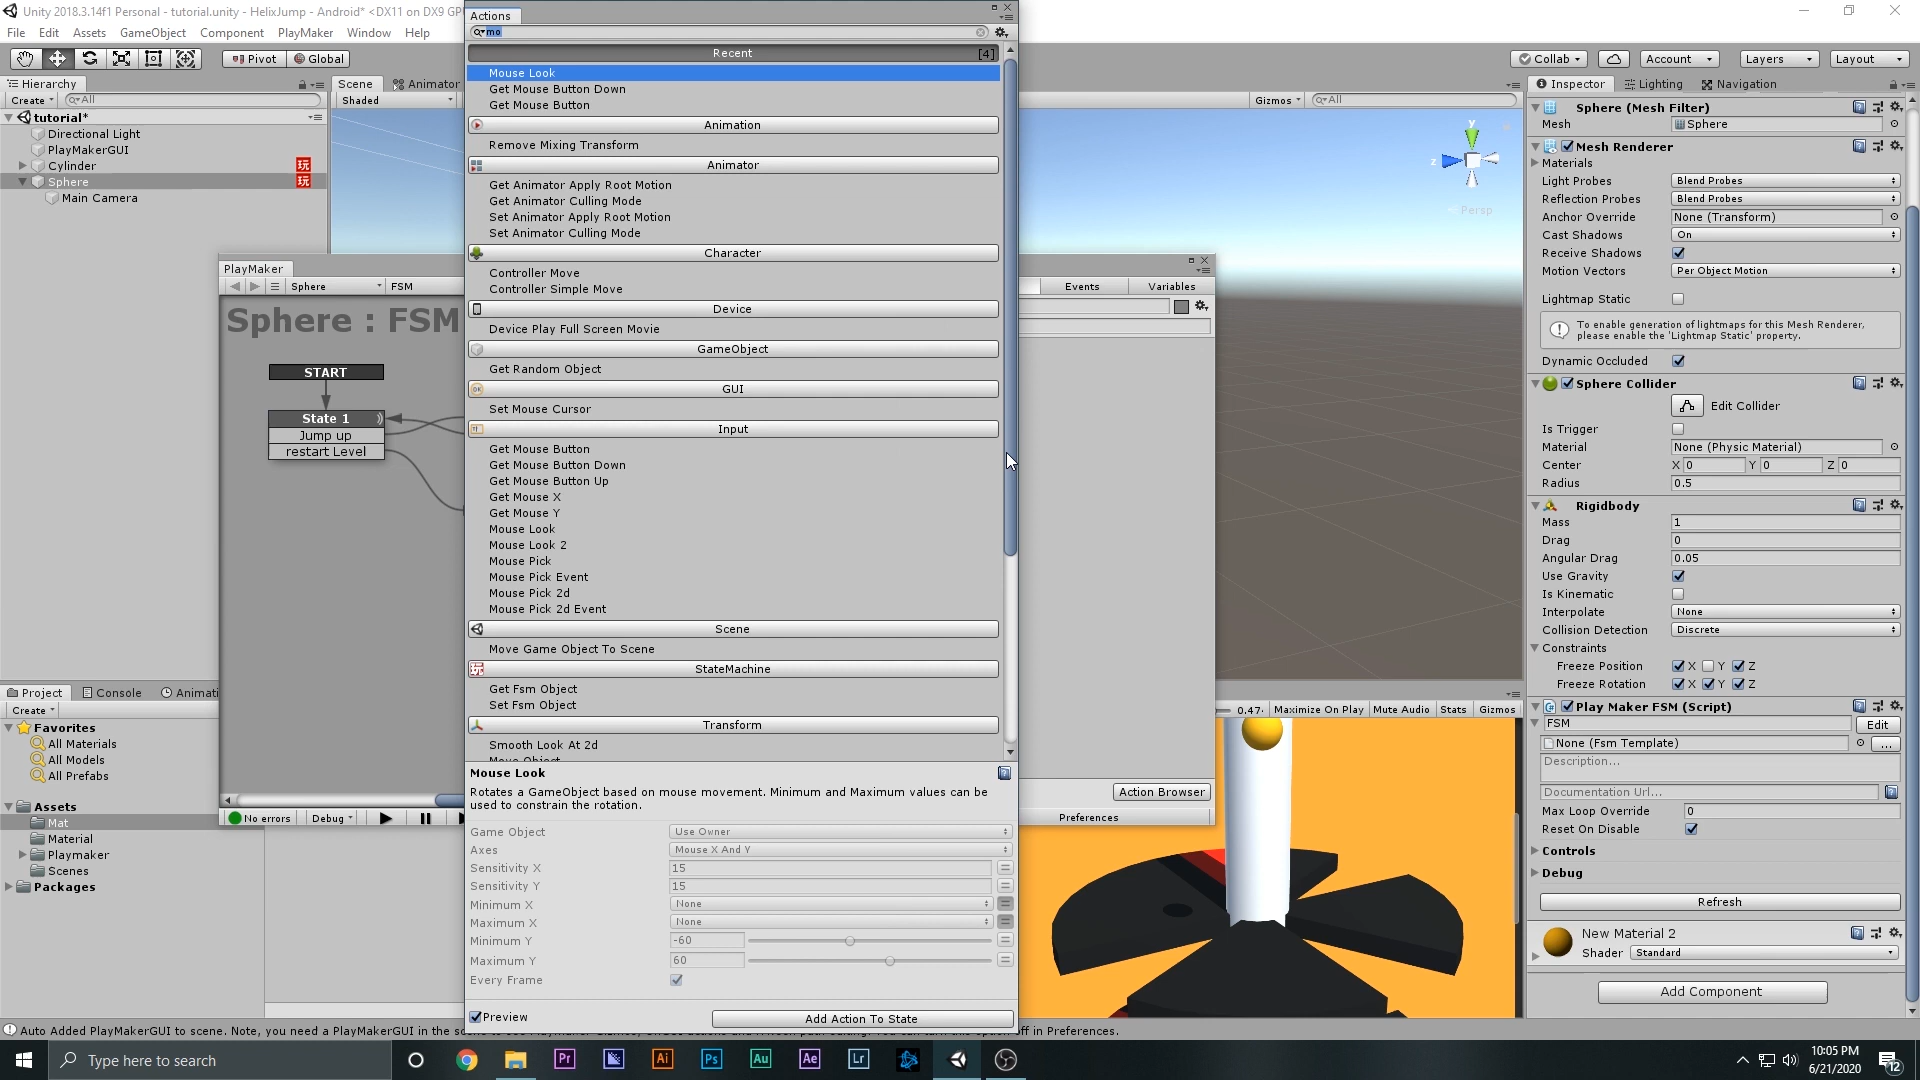 Unity 2018.3.14f1 Personal - tutorial.unity - HelixJump - Android* <DX11 on DX9 GP
File Edit Assets GameObject Component PlayMaker Window Help
Pivot Global
Collab Account Layers Layout
Hierarchy
Create All
tutorial*
Directional Light
PlayMakerGUI
Cylinder 玩
Sphere 玩
Main Camera
Scene Animator
Shaded
Gizmos All
y
z
Persp
PlayMaker
Sphere FSM
Sphere : FSM
START
State 1
Jump up
restart Level
No errors Debug
Events Variables
Action Browser
Preferences
Actions
mo
Recent [4]
Mouse Look
Get Mouse Button Down
Get Mouse Button
Animation
Remove Mixing Transform
Animator
Get Animator Apply Root Motion
Get Animator Culling Mode
Set Animator Apply Root Motion
Set Animator Culling Mode
Character
Controller Move
Controller Simple Move
Device
Device Play Full Screen Movie
GameObject
Get Random Object
GUI
Set Mouse Cursor
Input
Get Mouse Button
Get Mouse Button Down
Get Mouse Button Up
Get Mouse X
Get Mouse Y
Mouse Look
Mouse Look 2
Mouse Pick
Mouse Pick Event
Mouse Pick 2d
Mouse Pick 2d Event
Scene
Move Game Object To Scene
StateMachine
Get Fsm Object
Set Fsm Object
Transform
Smooth Look At 2d
Move Object
Mouse Look
Rotates a GameObject based on mouse movement. Minimum and Maximum values can be
used to constrain the rotation.
Game Object Use Owner
Axes Mouse X And Y
Sensitivity X 15
Sensitivity Y 15
Minimum X None
Maximum X None
Minimum Y -60
Maximum Y 60
Every Frame
Preview Add Action To State
Inspector Lighting Navigation
Sphere (Mesh Filter)
Mesh Sphere
Mesh Renderer
Materials
Light Probes Blend Probes
Reflection Probes Blend Probes
Anchor Override None (Transform)
Cast Shadows On
Receive Shadows
Motion Vectors Per Object Motion
Lightmap Static
To enable generation of lightmaps for this Mesh Renderer,
please enable the 'Lightmap Static' property.
Dynamic Occluded
Sphere Collider
Edit Collider
Is Trigger
Material None (Physic Material)
Center X 0 Y 0 Z 0
Radius 0.5
Rigidbody
Mass 1
Drag 0
Angular Drag 0.05
Use Gravity
Is Kinematic
Interpolate None
Collision Detection Discrete
Constraints
Freeze Position X Y Z
Freeze Rotation X Y Z
Play Maker FSM (Script)
FSM Edit
None (Fsm Template) ...
Description...
Documentation Url...
Max Loop Override 0
Reset On Disable
Controls
Debug
Refresh
New Material 2
Shader Standard
Add Component
0.47 Maximize On Play Mute Audio Stats Gizmos
Project Console Animati
Create
Favorites
All Materials
All Models
All Prefabs
Assets
Mat
Material
Playmaker
Scenes
Packages
Auto Added PlayMakerGUI to scene. Note, you need a PlayMakerGUI in the
off in Preferences.
Type here to search
Pr Ai Ps Au Ae Lr
10:05 PM
6/21/2020
12